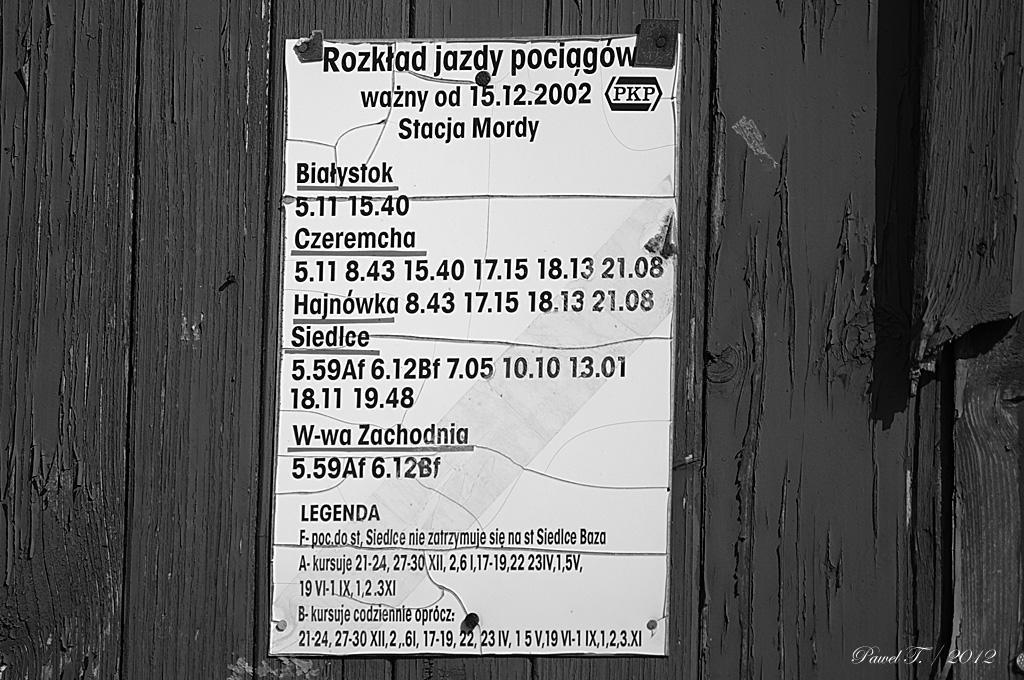 Rozkład jazdy pociągów
ważny od 15.12.2002 PKP
Stacja Mordy
Białystok
5.11 15.40
Czeremcha
5.11 8.43 15.40 17.15 18.13 21.08
Hajnówka 8.43 17.15 18.13 21.08
Siedlce
5.59Af 6.12Bf 7.05 10.10 13.01
18.11 19.48
W-wa Zachodnia
5.59Af 6.12Bf
LEGENDA
F- poc.do st, Siedlce nie zatrzymuje się na st Siedlce Baza
A- kursuje 21-24, 27-30 XII, 2,6 I,17-19,22 23IV,1,5V,
19 VI-1 IX, 1,2 .3XI
B- kursuje codziennie oprócz:
21-24, 27-30 XII,2 ,.6I, 17-19, 22, 23 IV, 1 5 V,19 VI-1 IX,1,2,3.XI
Paweł T. / 2012